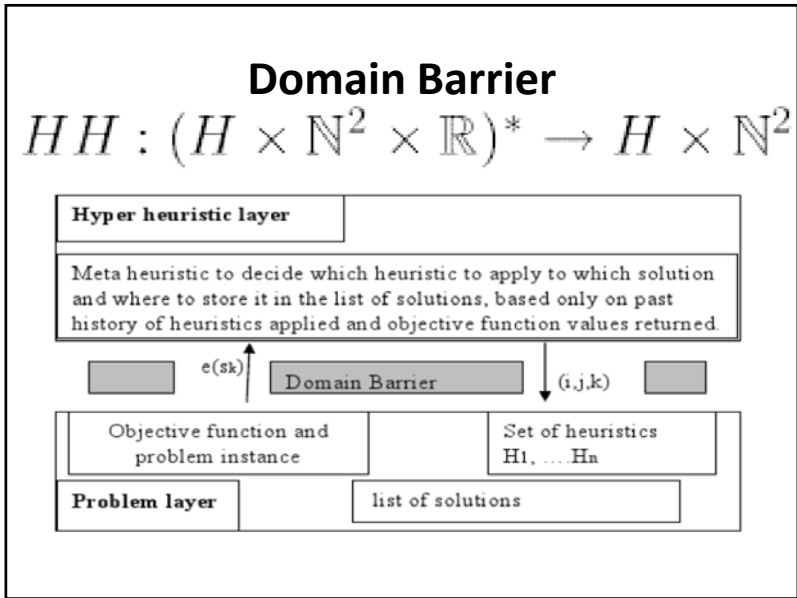 Domain Barrier
HH : (H × ℕ² × ℝ)* → H × ℕ²
Hyper heuristic layer
Meta heuristic to decide which heuristic to apply to which solution
and where to store it in the list of solutions, based only on past
history of heuristics applied and objective function values returned.
e(sk)
Domain Barrier
(i,j,k)
Objective function and
problem instance
Set of heuristics
H1, ....Hn
Problem layer
list of solutions